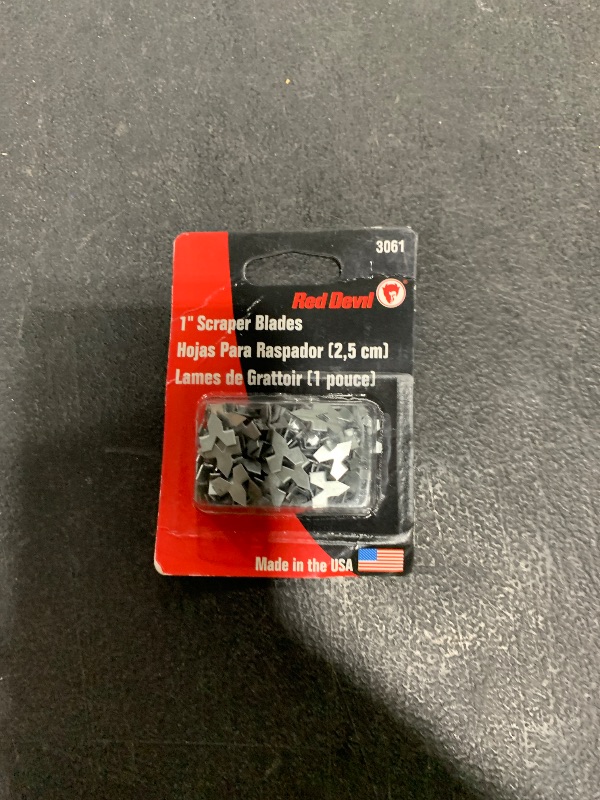 3061
Red Devil
1" Scraper Blades
Hojas Para Raspador (2,5 cm)
Lames de Grattoir (1 pouce)
Made in the USA